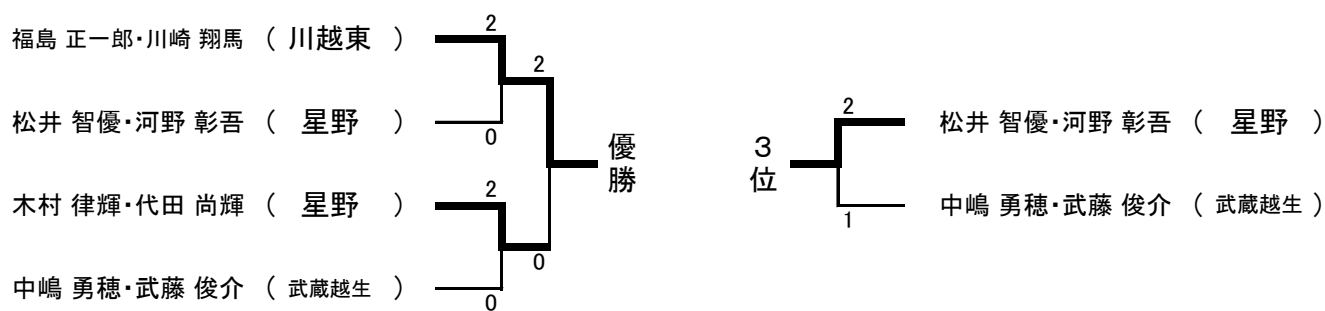 福島 正一郎・川崎 翔馬 （ 川越東 ）
2
2
松井 智優・河野 彰吾 （ 星野 ）
0
優勝
木村 律輝・代田 尚輝 （ 星野 ）
2
0
中嶋 勇穂・武藤 俊介 （ 武蔵越生 ）
0
３位
2
松井 智優・河野 彰吾 （ 星野 ）
1
中嶋 勇穂・武藤 俊介 （ 武蔵越生 ）